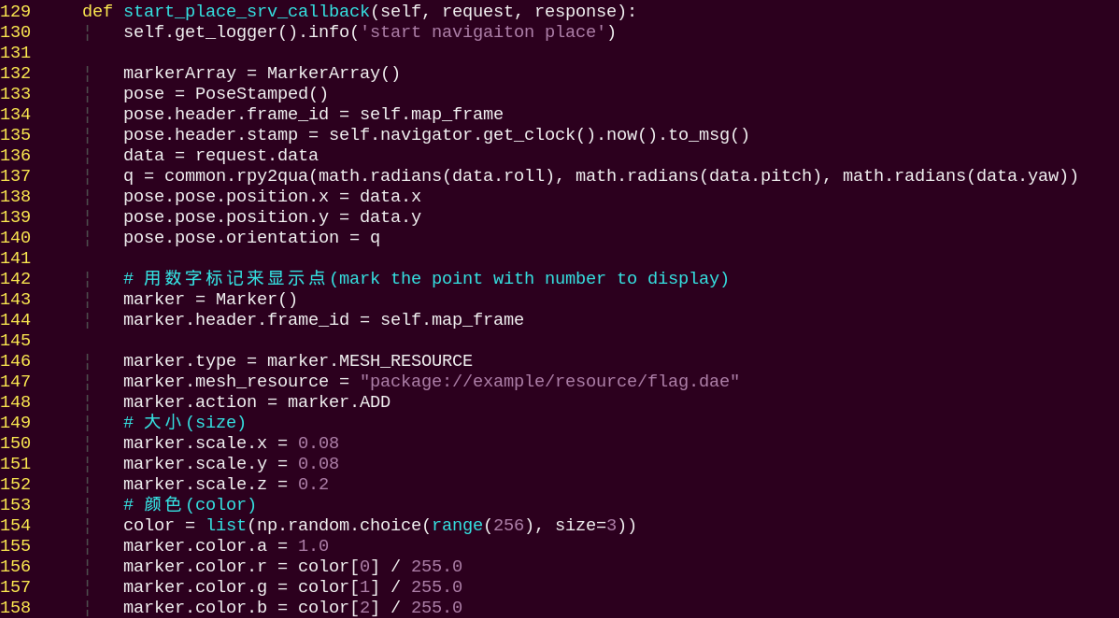 129 def start_place_srv_callback(self, request, response):
130 self.get_logger().info('start navigaiton place')
131
132 markerArray = MarkerArray()
133 pose = PoseStamped()
134 pose.header.frame_id = self.map_frame
135 pose.header.stamp = self.navigator.get_clock().now().to_msg()
136 data = request.data
137 q = common.rpy2qua(math.radians(data.roll), math.radians(data.pitch), math.radians(data.yaw))
138 pose.pose.position.x = data.x
139 pose.pose.position.y = data.y
140 pose.pose.orientation = q
141
142 # 用数字标记来显示点(mark the point with number to display)
143 marker = Marker()
144 marker.header.frame_id = self.map_frame
145
146 marker.type = marker.MESH_RESOURCE
147 marker.mesh_resource = "package://example/resource/flag.dae"
148 marker.action = marker.ADD
149 # 大小(size)
150 marker.scale.x = 0.08
151 marker.scale.y = 0.08
152 marker.scale.z = 0.2
153 # 颜色(color)
154 color = list(np.random.choice(range(256), size=3))
155 marker.color.a = 1.0
156 marker.color.r = color[0] / 255.0
157 marker.color.g = color[1] / 255.0
158 marker.color.b = color[2] / 255.0